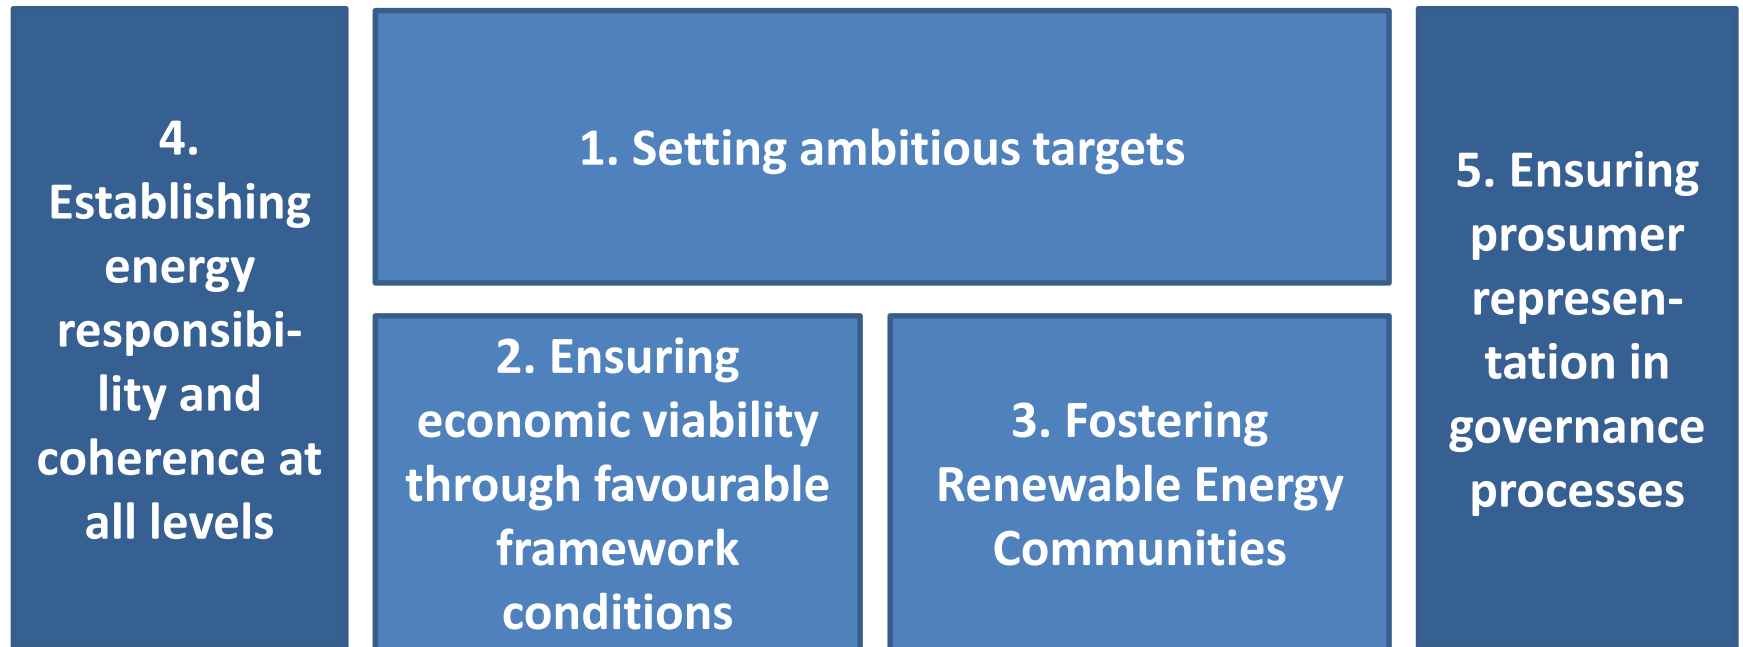 4.
Establishing
energy
responsibi-
lity and
coherence at
all levels
1. Setting ambitious targets
2. Ensuring
economic viability
through favourable
framework
conditions
3. Fostering
Renewable Energy
Communities
5. Ensuring
prosumer
represen-
tation in
governance
processes